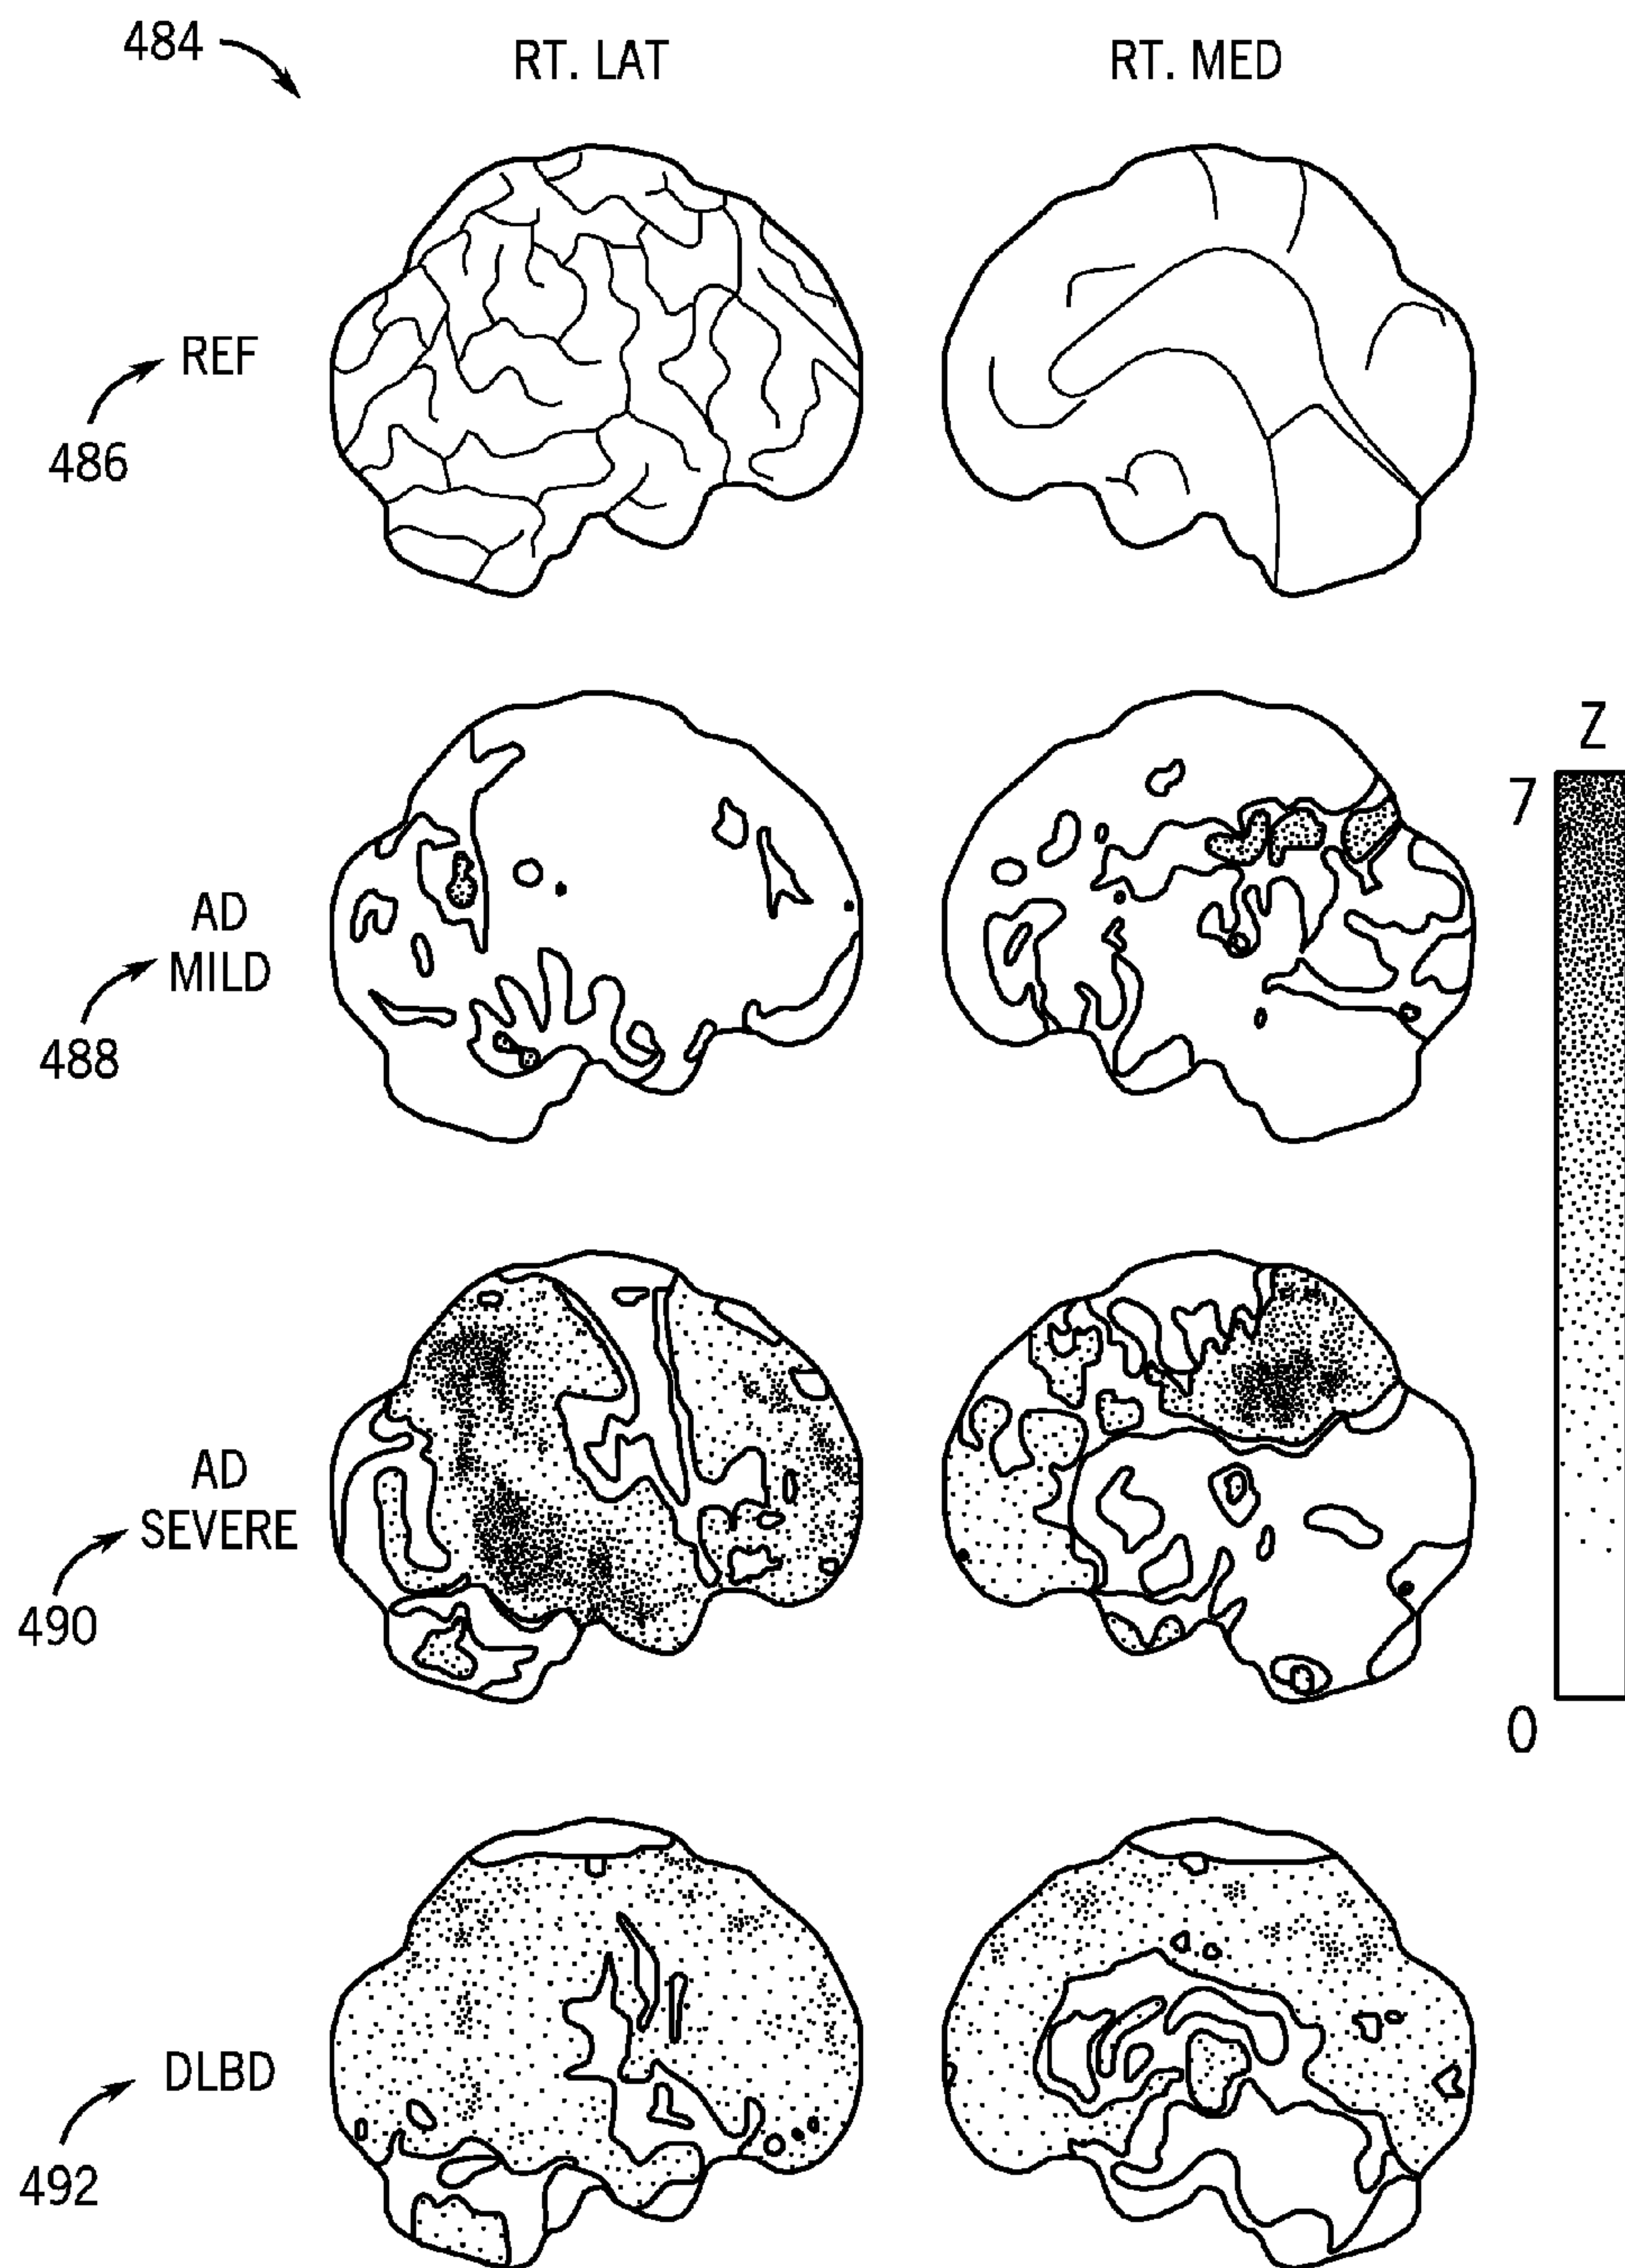 484
RT. LAT
RT. MED
REF
486
Z
7
AD
MILD
488
AD
SEVERE
490
0
DLBD
492